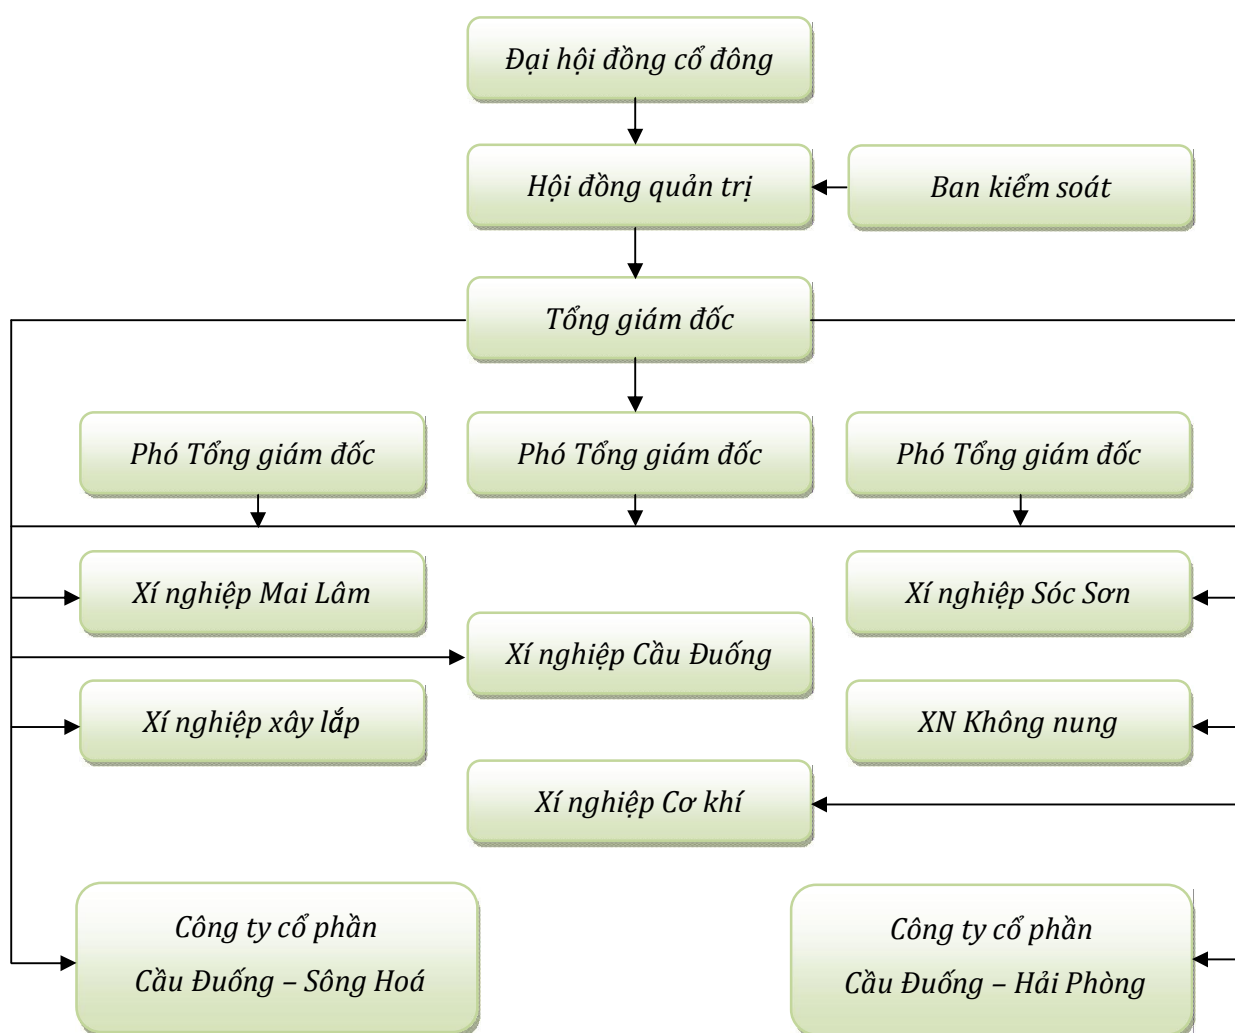 Đại hội đồng cổ đông
Hội đồng quản trị
Ban kiểm soát
Tổng giám đốc
Phó Tổng giám đốc
Phó Tổng giám đốc
Phó Tổng giám đốc
Xí nghiệp Mai Lâm
Xí nghiệp Sóc Sơn
Xí nghiệp Cầu Đuống
Xí nghiệp xây lắp
XN Không nung
Xí nghiệp Cơ khí
Công ty cổ phần
Cầu Đuống – Sông Hoá
Công ty cổ phần
Cầu Đuống – Hải Phòng